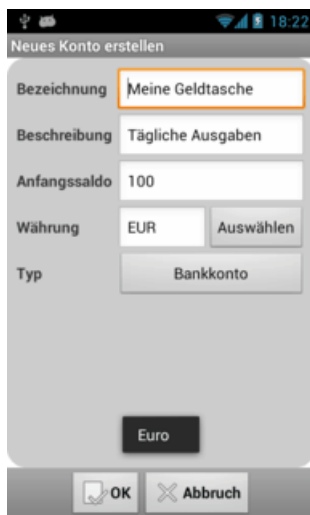 18:22
Neues Konto erstellen
Bezeichnung Meine Geldtasche
Beschreibung Tägliche Ausgaben
Anfangssaldo 100
Währung EUR Auswählen
Typ Bankkonto
Euro
OK Abbruch